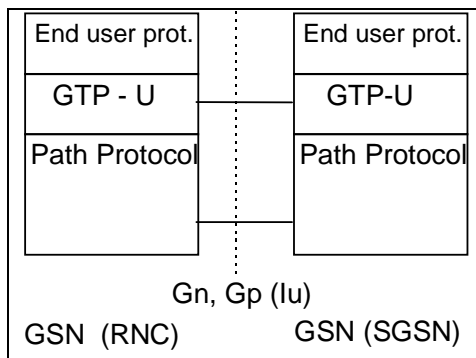 End user prot.
End user prot.
GTP - U
GTP-U
Path Protocol
Path Protocol
Gn, Gp (Iu)
GSN (RNC)
GSN (SGSN)